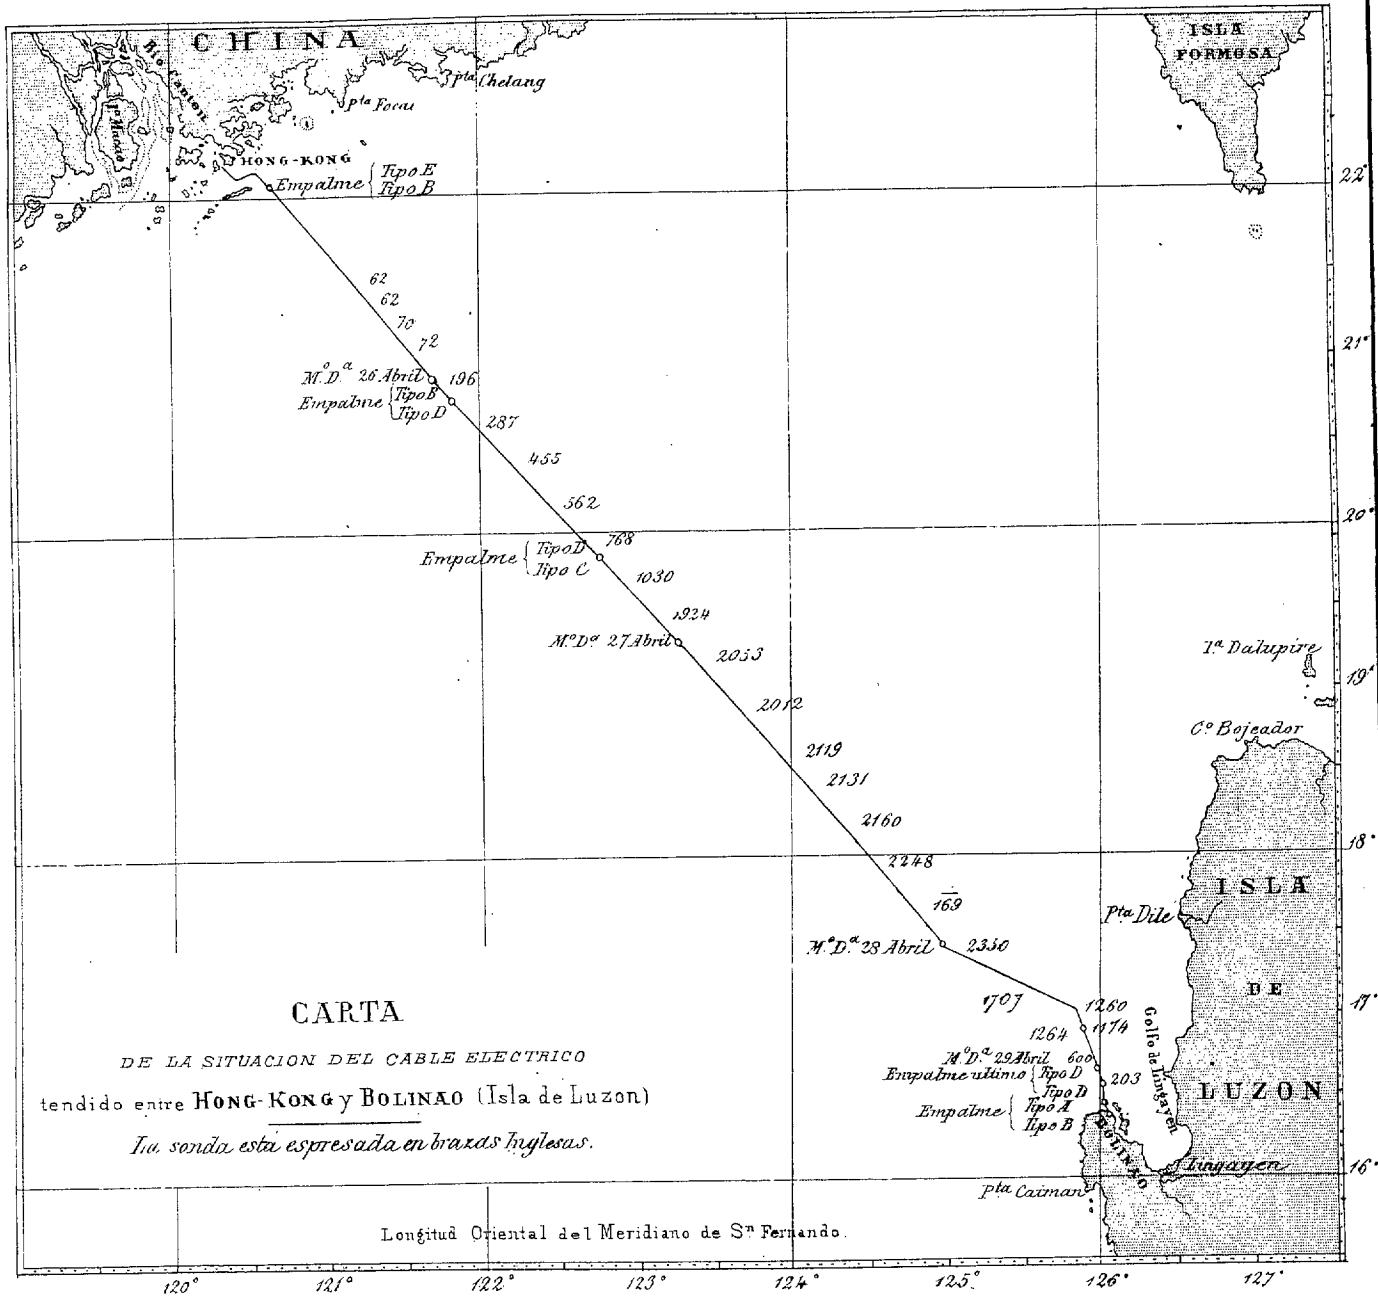 CHINA
ISLA
FORMOSA
Rio Canton
Pta Chelang
Pta Focai
Macao
HONG-KONG
Empalme { Tipo E
Tipo B
22°
62
62
70
72
21°
M.º D.ª 26 Abril
196
Empalme { Tipo B
Tipo D
287
455
562
20°
768
Empalme { Tipo D
Tipo C
1030
1924
Mº Dª 27 Abril
2053
Iª Dalupire
19°
2012
Cº Bojeador
2119
2131
2160
18°
2248
ISLA
169
Pta Dile
M.º D.ª 28 Abril
2350
DE
1707
1260
17°
1264
1174
Golfo de Lingayen
M.º D.ª 29 Abril 600
Empalme ultimo { Tipo D
203
LUZON
Empalme { Tipo D
Tipo A
Tipo B
BOLINAO
Lingayen
16°
Pta Caiman
CARTA
DE LA SITUACION DEL CABLE ELECTRICO
tendido entre HONG-KONG y BOLINAO (Isla de Luzon)
La sonda está espresada en brazas Inglesas.
Longitud Oriental del Meridiano de Sn Fernando.
120° 121° 122° 123° 124° 125° 126° 127°